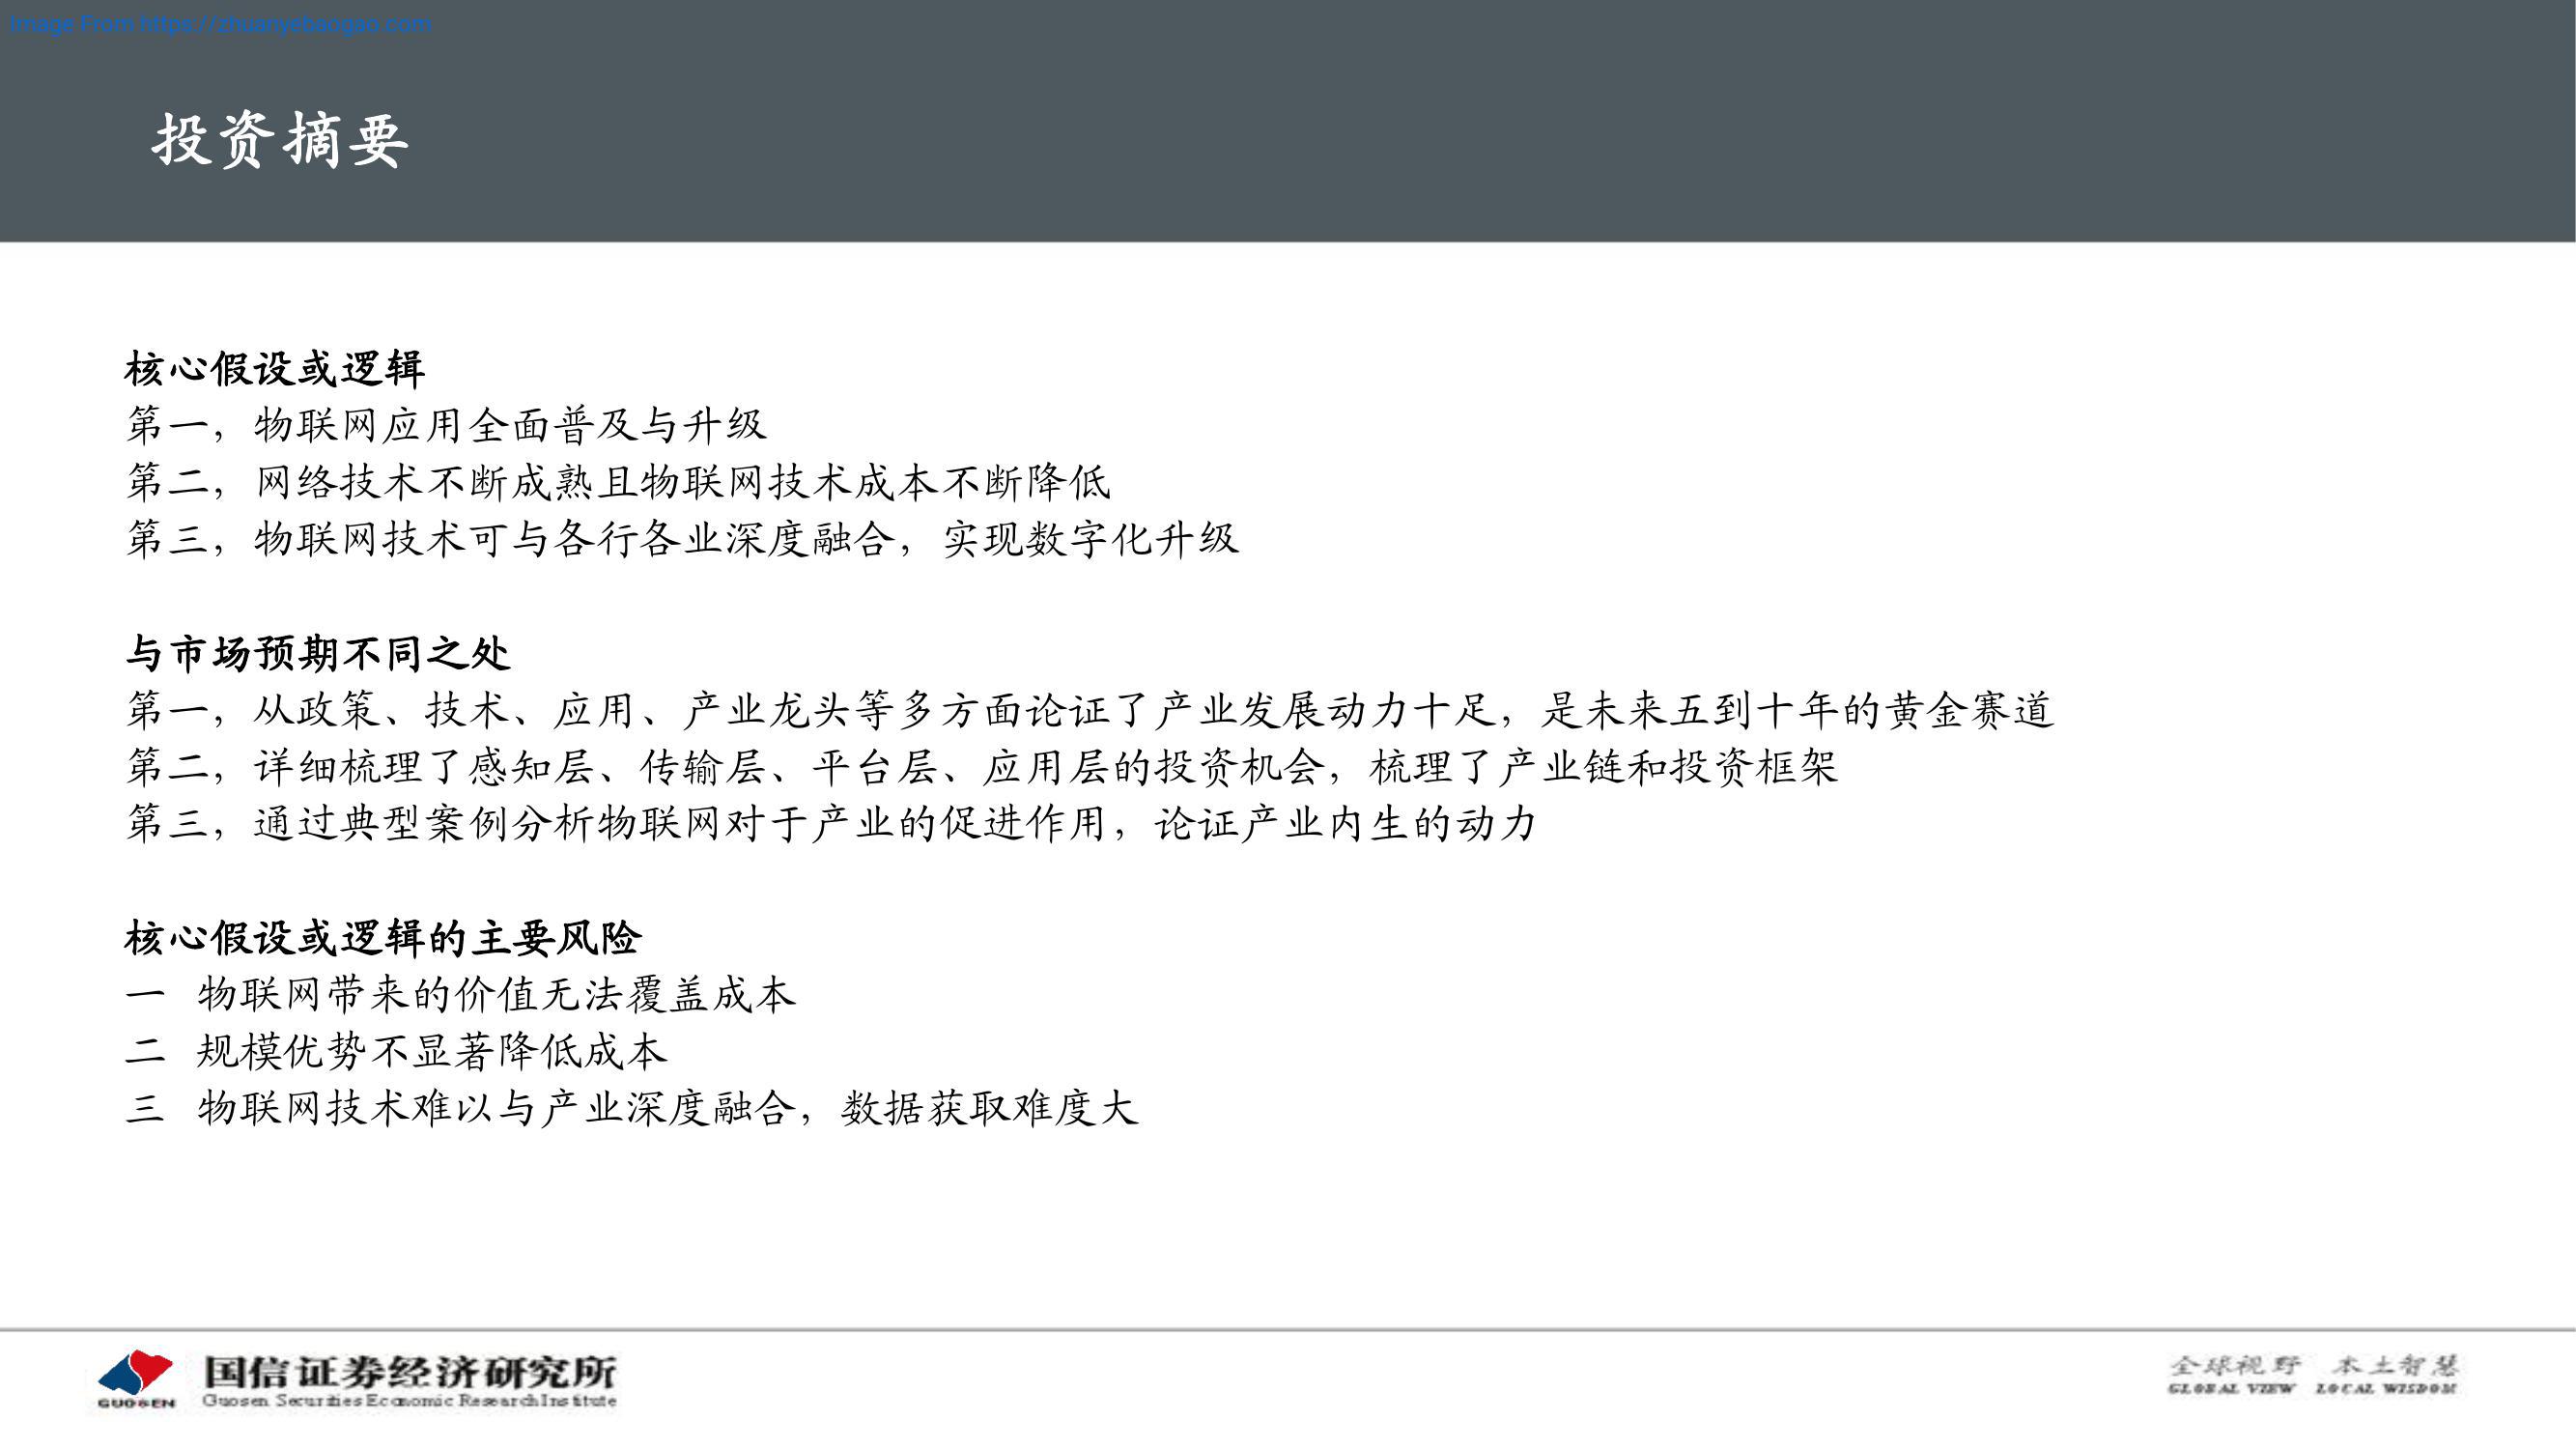 Image From https://zhuanyebaogao.com
投资摘要
核心假设或逻辑
第一，物联网应用全面普及与升级
第二，网络技术不断成熟且物联网技术成本不断降低
第三，物联网技术可与各行各业深度融合，实现数字化升级
与市场预期不同之处
第一，从政策、技术、应用、产业龙头等多方面论证了产业发展动力十足，是未来五到十年的黄金赛道
第二，详细梳理了感知层、传输层、平台层、应用层的投资机会，梳理了产业链和投资框架
第三，通过典型案例分析物联网对于产业的促进作用，论证产业内生的动力
核心假设或逻辑的主要风险
一 物联网带来的价值无法覆盖成本
二 规模优势不显著降低成本
三 物联网技术难以与产业深度融合，数据获取难度大
GUOSEN
国信证券经济研究所
Guosen Securities Economic Research Institute
全球视野 本土智慧
GLOBAL VIEW LOCAL WISDOM